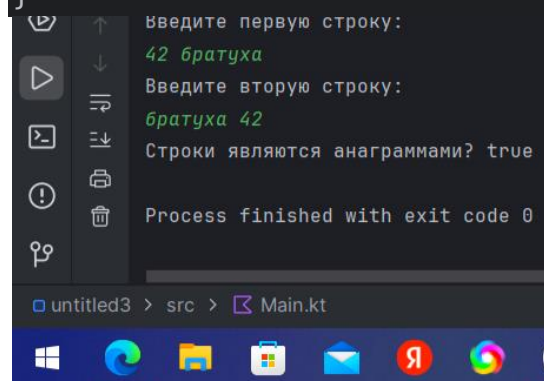 Введите первую строку:
42 братуха
Введите вторую строку:
братуха 42
Строки являются анаграммами? true
Process finished with exit code 0
untitled3 > src > Main.kt
Я